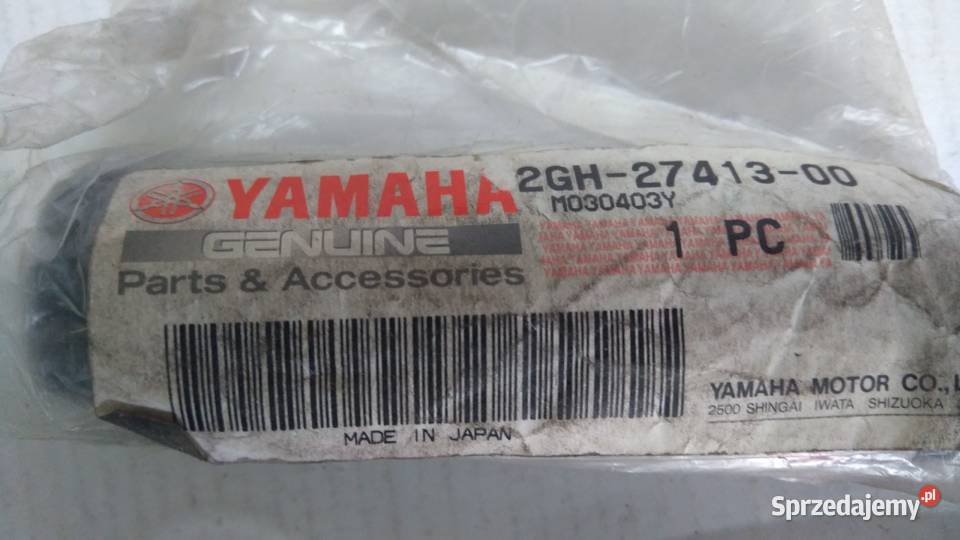 YAMAHA 2GH-27413-00
M030403Y
GENUINE
1 PC
Parts & Accessories
YAMAHA MOTOR CO.,L
2500 SHINGAI IWATA SHIZUOKA
MADE IN JAPAN
Sprzedajemy.pl